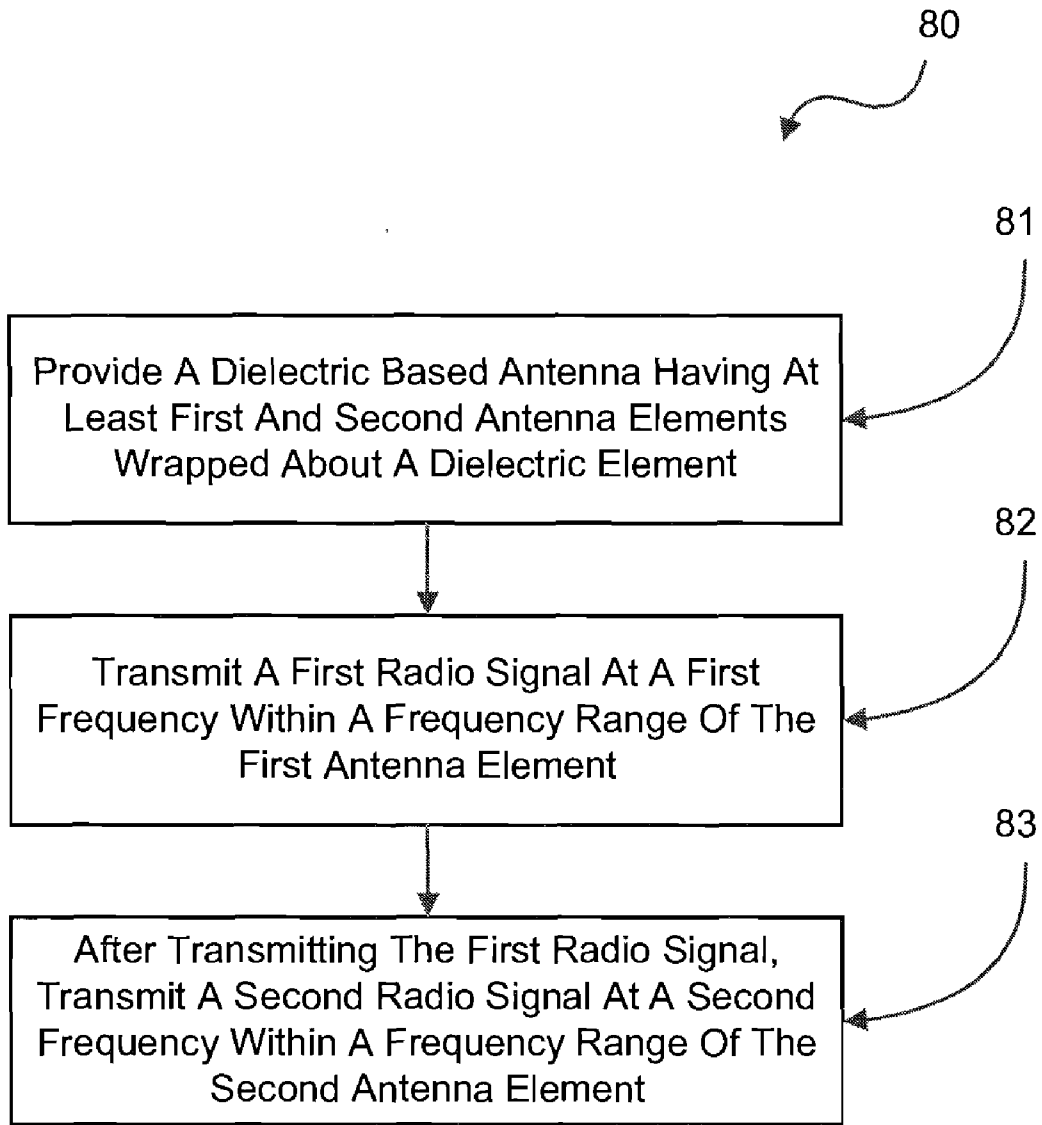 80
81
Provide A Dielectric Based Antenna Having At
Least First And Second Antenna Elements
Wrapped About A Dielectric Element
82
Transmit A First Radio Signal At A First
Frequency Within A Frequency Range Of The
First Antenna Element
83
After Transmitting The First Radio Signal,
Transmit A Second Radio Signal At A Second
Frequency Within A Frequency Range Of The
Second Antenna Element